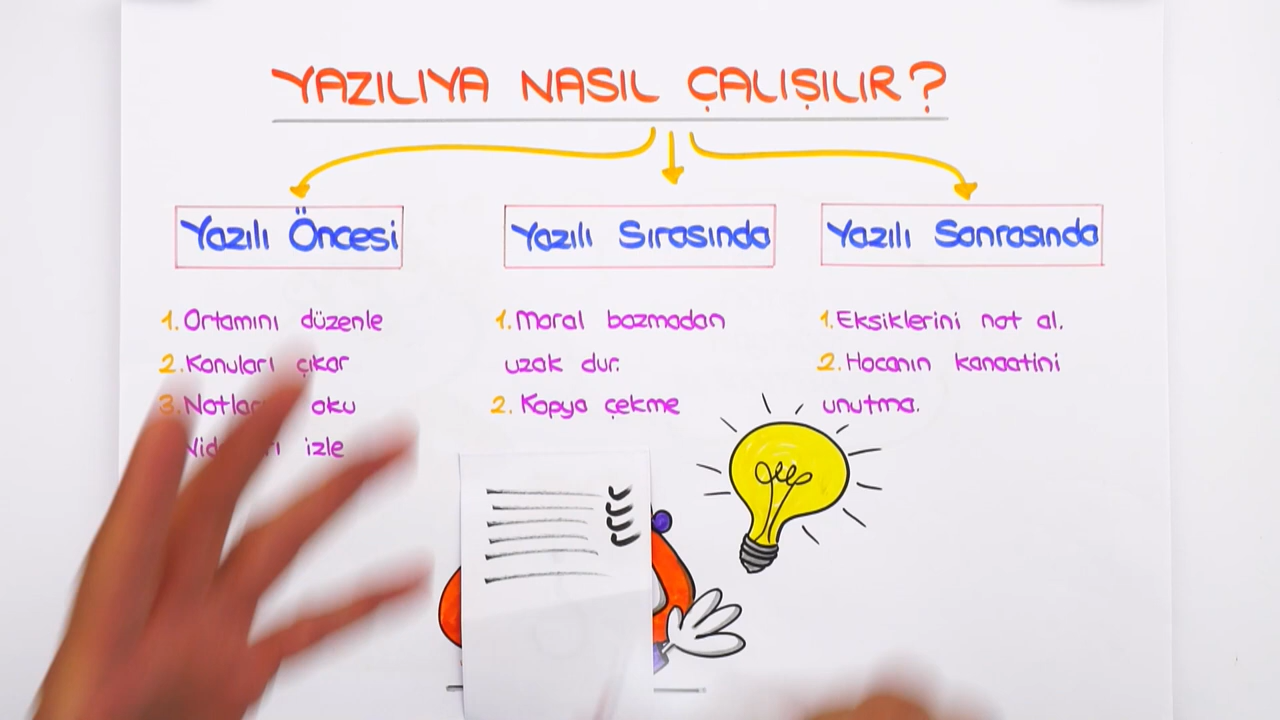 YAZILIYA NASIL ÇALIŞILIR?
Yazılı Öncesi
1. Ortamını düzenle
2. Konuları çıkar
3. oku
izle
Yazılı Sırasında
1. Moral bozmadan
uzak dur.
2. Kopya çekme
Yazılı Sonrasında
1. Eksiklerini not al.
2. Hocanın kanaatini
unutma.